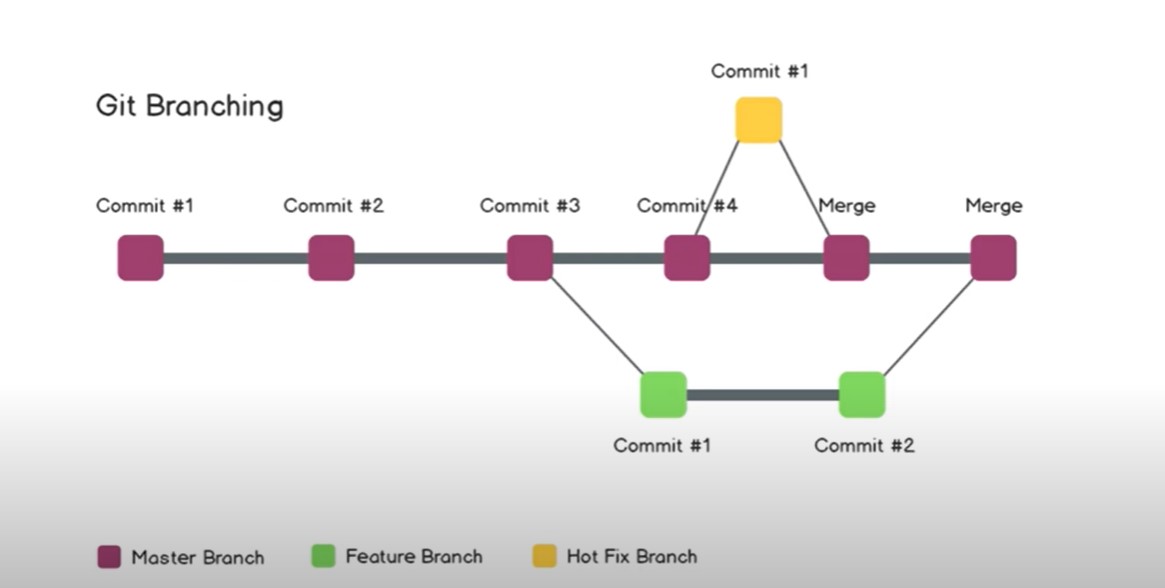 Commit #1
Git Branching
Commit #1
Commit #2
Commit #3
Commit #4
Merge
Merge
Commit #1
Commit #2
Master Branch
Feature Branch
Hot Fix Branch